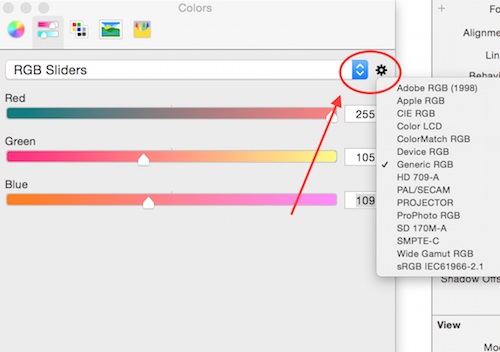 Colors
RGB Sliders
Red
255
Green
105
Blue
109
Adobe RGB (1998)
Apple RGB
CIE RGB
Color LCD
ColorMatch RGB
Device RGB
Generic RGB
HD 709-A
PAL/SECAM
PROJECTOR
ProPhoto RGB
SD 170M-A
SMPTE-C
Wide Gamut RGB
sRGB IEC61966-2.1
Fo
Alignment
Lin
Behavi
Shadow Offs
View
Mo